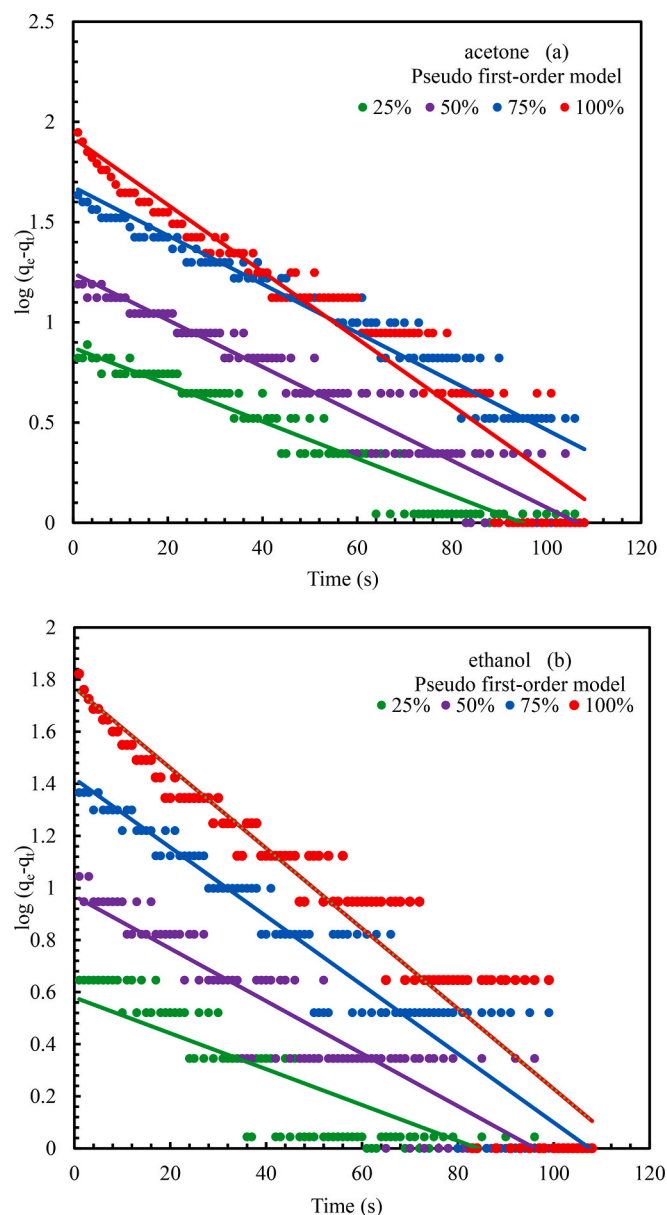 2.5
2
1.5
1
0.5
0
log (qe-qt)
acetone (a)
Pseudo first-order model
25% 50% 75% 100%
0 20 40 60 80 100 120
Time (s)
2
1.8
1.6
1.4
1.2
1
0.8
0.6
0.4
0.2
0
log (qe-qt)
ethanol (b)
Pseudo first-order model
25% 50% 75% 100%
0 20 40 60 80 100 120
Time (s)